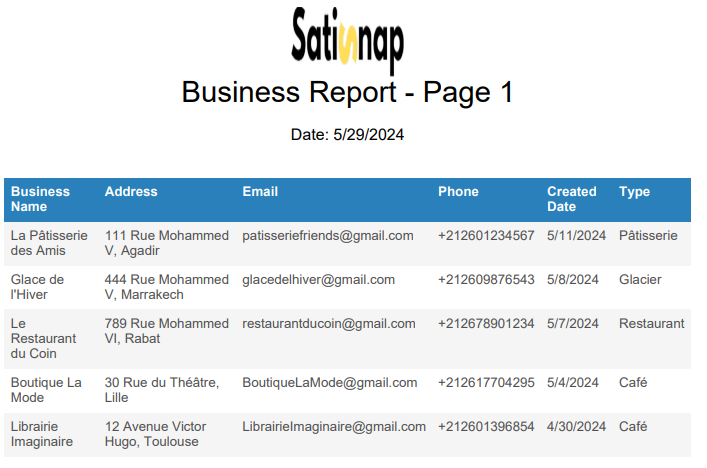 Satisnap
Business Report - Page 1
Date: 5/29/2024
Business Name Address Email Phone Created Date Type
La Pâtisserie des Amis 111 Rue Mohammed V, Agadir patisseriefriends@gmail.com +212601234567 5/11/2024 Pâtisserie
Glace de l'Hiver 444 Rue Mohammed V, Marrakech glacedelhiver@gmail.com +212609876543 5/8/2024 Glacier
Le Restaurant du Coin 789 Rue Mohammed VI, Rabat restaurantducoin@gmail.com +212678901234 5/7/2024 Restaurant
Boutique La Mode 30 Rue du Théâtre, Lille BoutiqueLaMode@gmail.com +212617704295 5/4/2024 Café
Librairie Imaginaire 12 Avenue Victor Hugo, Toulouse LibrairieImaginaire@gmail.com +212601396854 4/30/2024 Café